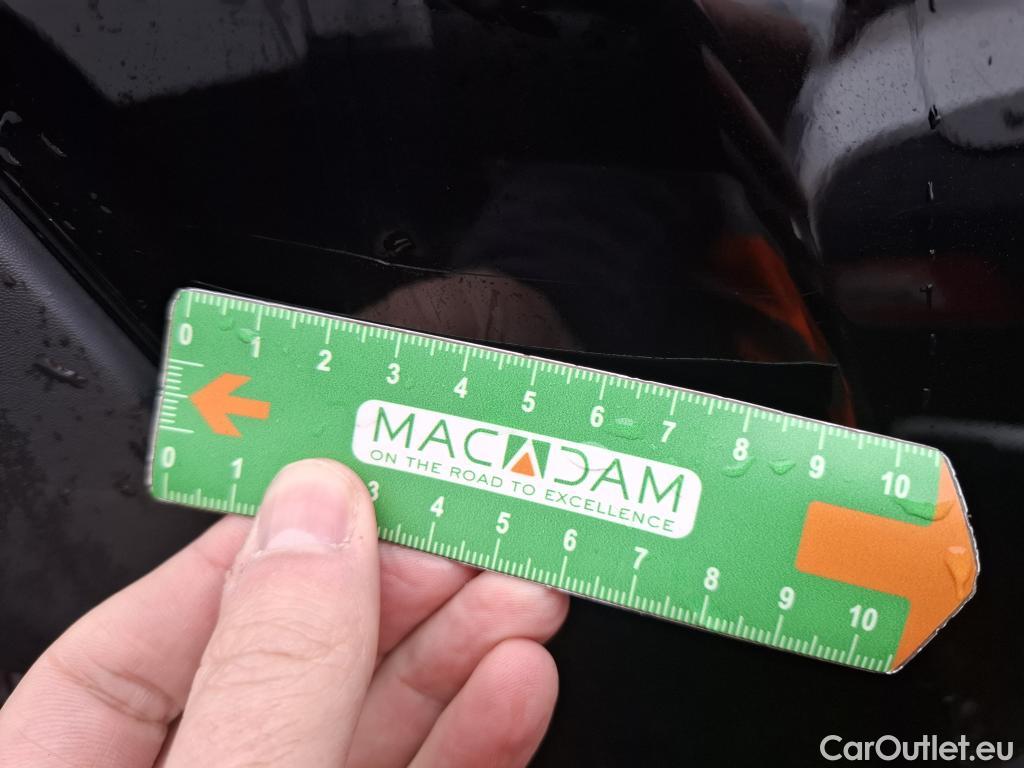 0 1 2 3 4 5 6 7 8 9 10
MACADAM
ON THE ROAD TO EXCELLENCE
0 1 3 4 5 6 7 8 9 10
CarOutlet.eu